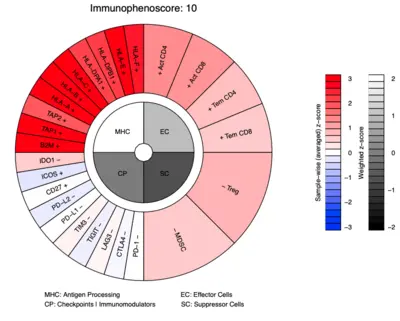 Immunophenoscore: 10
HLA-F +
HLA-E +
HLA-DPB1 +
HLA-DPA1 +
HLA-C +
HLA-B +
HLA-A +
TAP2 +
TAP1 +
B2M +
IDO1 −
ICOS +
CD27 +
PD-L2 −
PD-L1 −
TIM3 −
TIGIT −
LAG3 −
CTLA4 −
PD-1 −
+ Act CD4
+ Act CD8
+ Tem CD4
+ Tem CD8
− Treg
− MDSC
MHC
EC
CP
SC
3
2
1
0
−1
−2
−3
Sample-wise (averaged) z-score
2
1
0
−1
−2
Weighted z-score
MHC: Antigen Processing
EC: Effector Cells
CP: Checkpoints | Immunomodulators
SC: Suppressor Cells